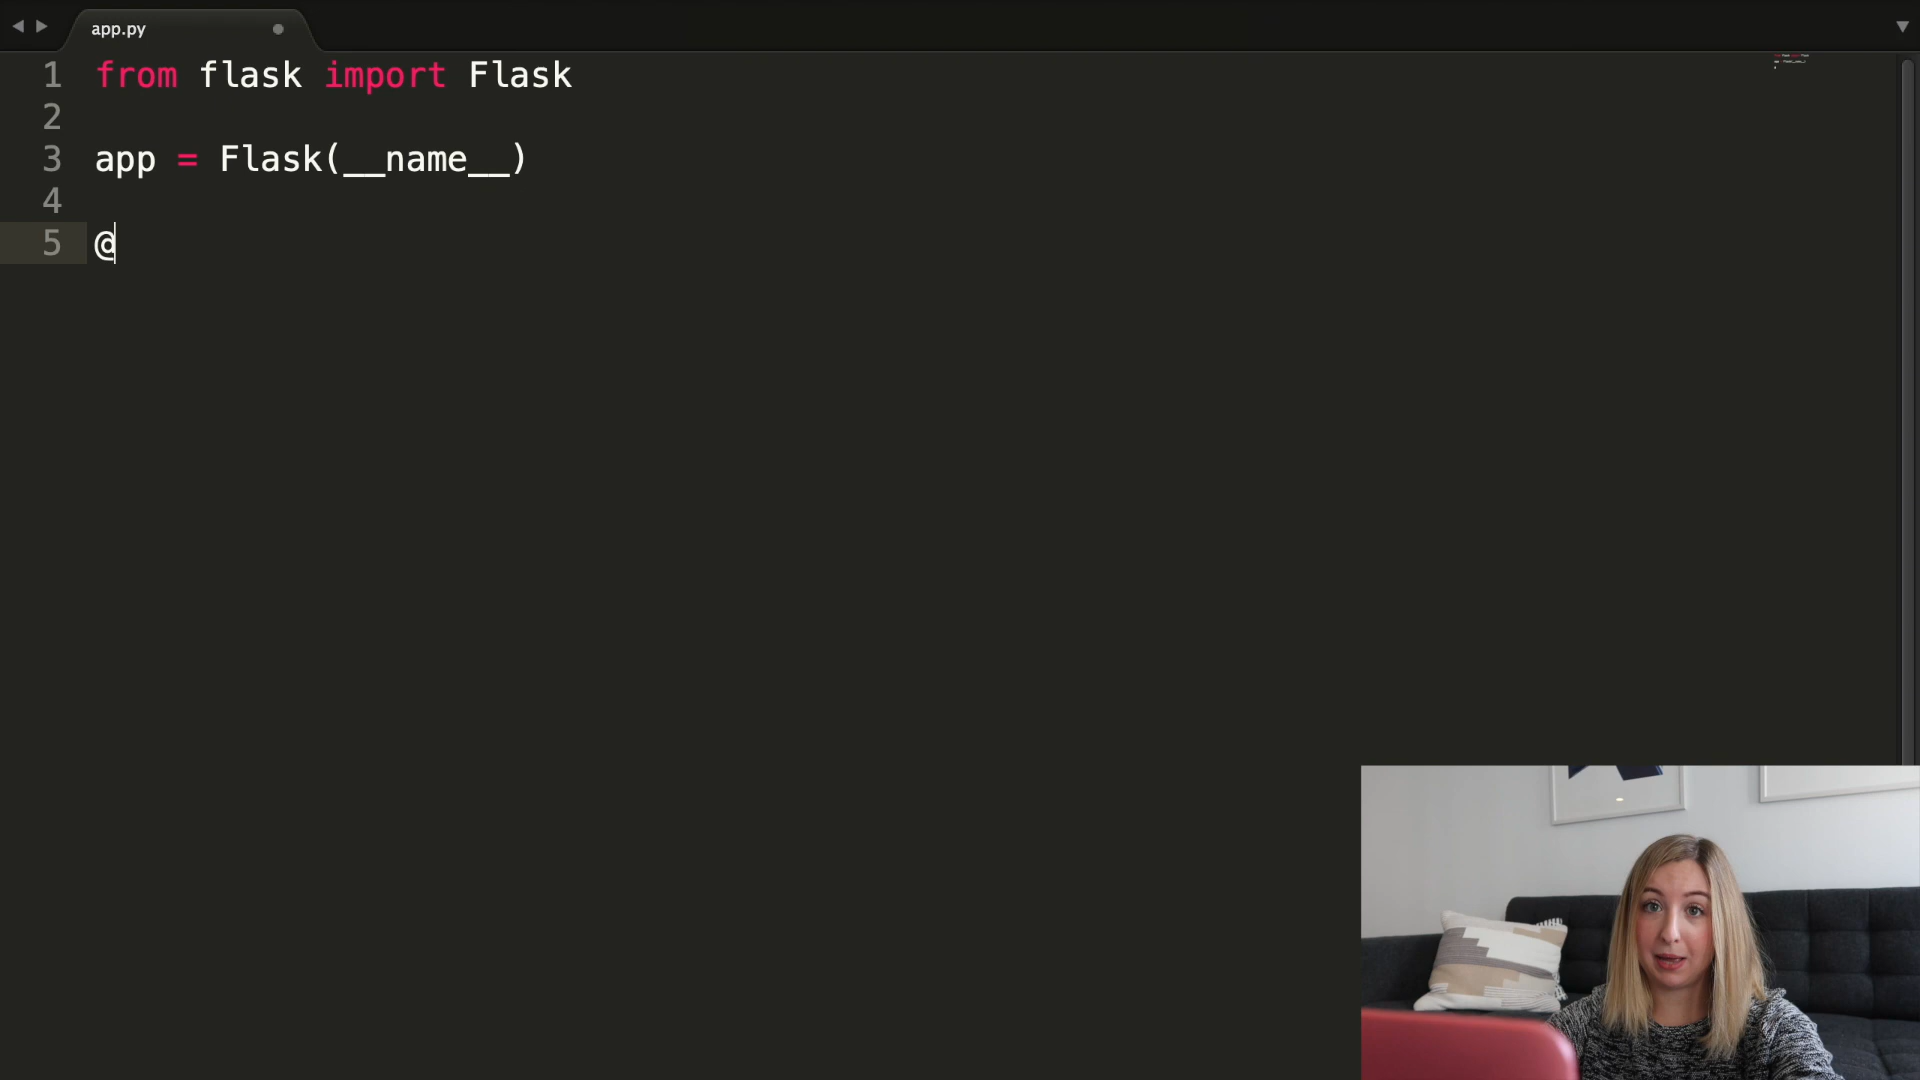 app.py
1 from flask import Flask
2
3 app = Flask(__name__)
4
5 @